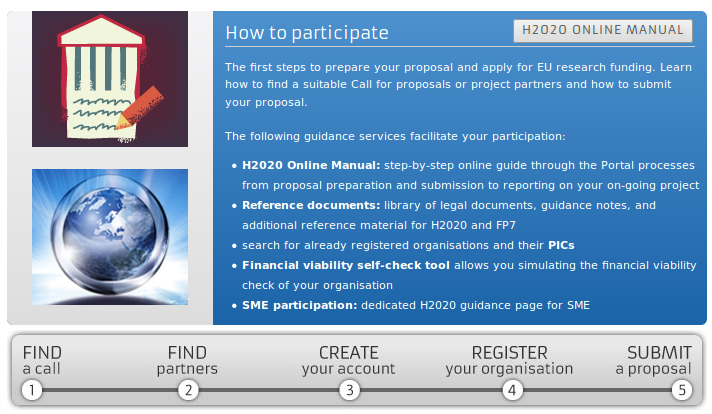 How to participate
H2020 ONLINE MANUAL
The first steps to prepare your proposal and apply for EU research funding. Learn
how to find a suitable Call for proposals or project partners and how to submit
your proposal.
The following guidance services facilitate your participation:
• H2020 Online Manual: step-by-step online guide through the Portal processes
from proposal preparation and submission to reporting on your on-going project
• Reference documents: library of legal documents, guidance notes, and
additional reference material for H2020 and FP7
• search for already registered organisations and their PICs
• Financial viability self-check tool allows you simulating the financial viability
check of your organisation
• SME participation: dedicated H2020 guidance page for SME
FIND
a call
1
FIND
partners
2
CREATE
your account
3
REGISTER
your organisation
4
SUBMIT
a proposal
5